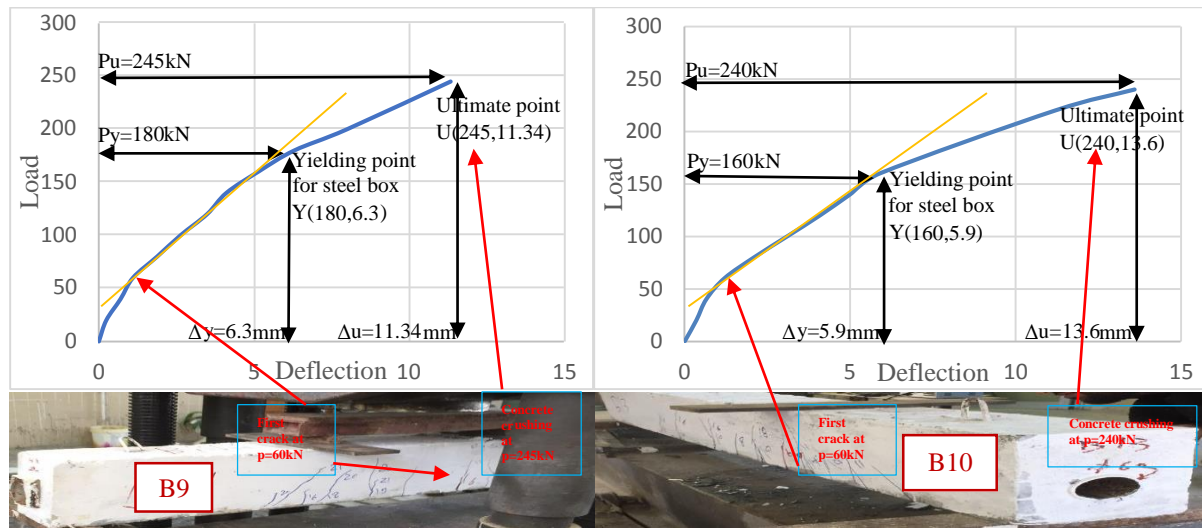 300
250
200
150
100
50
0
Load
Pu=245kN
Ultimate point
U(245,11.34)
Py=180kN
Yielding point
for steel box
Y(180,6.3)
Δy=6.3mm
Δu=11.34mm
0
5
10
15
Deflection
First
crack at
p=60kN
Concrete
crushing
at
p=245kN
B9
300
250
200
150
100
50
0
Load
Pu=240kN
Ultimate point
U(240,13.6)
Py=160kN
Yielding point
for steel box
Y(160,5.9)
Δy=5.9mm
Δu=13.6mm
0
5
10
15
Deflection
First
crack at
p=60kN
Concrete crushing
at p=240kN
B10